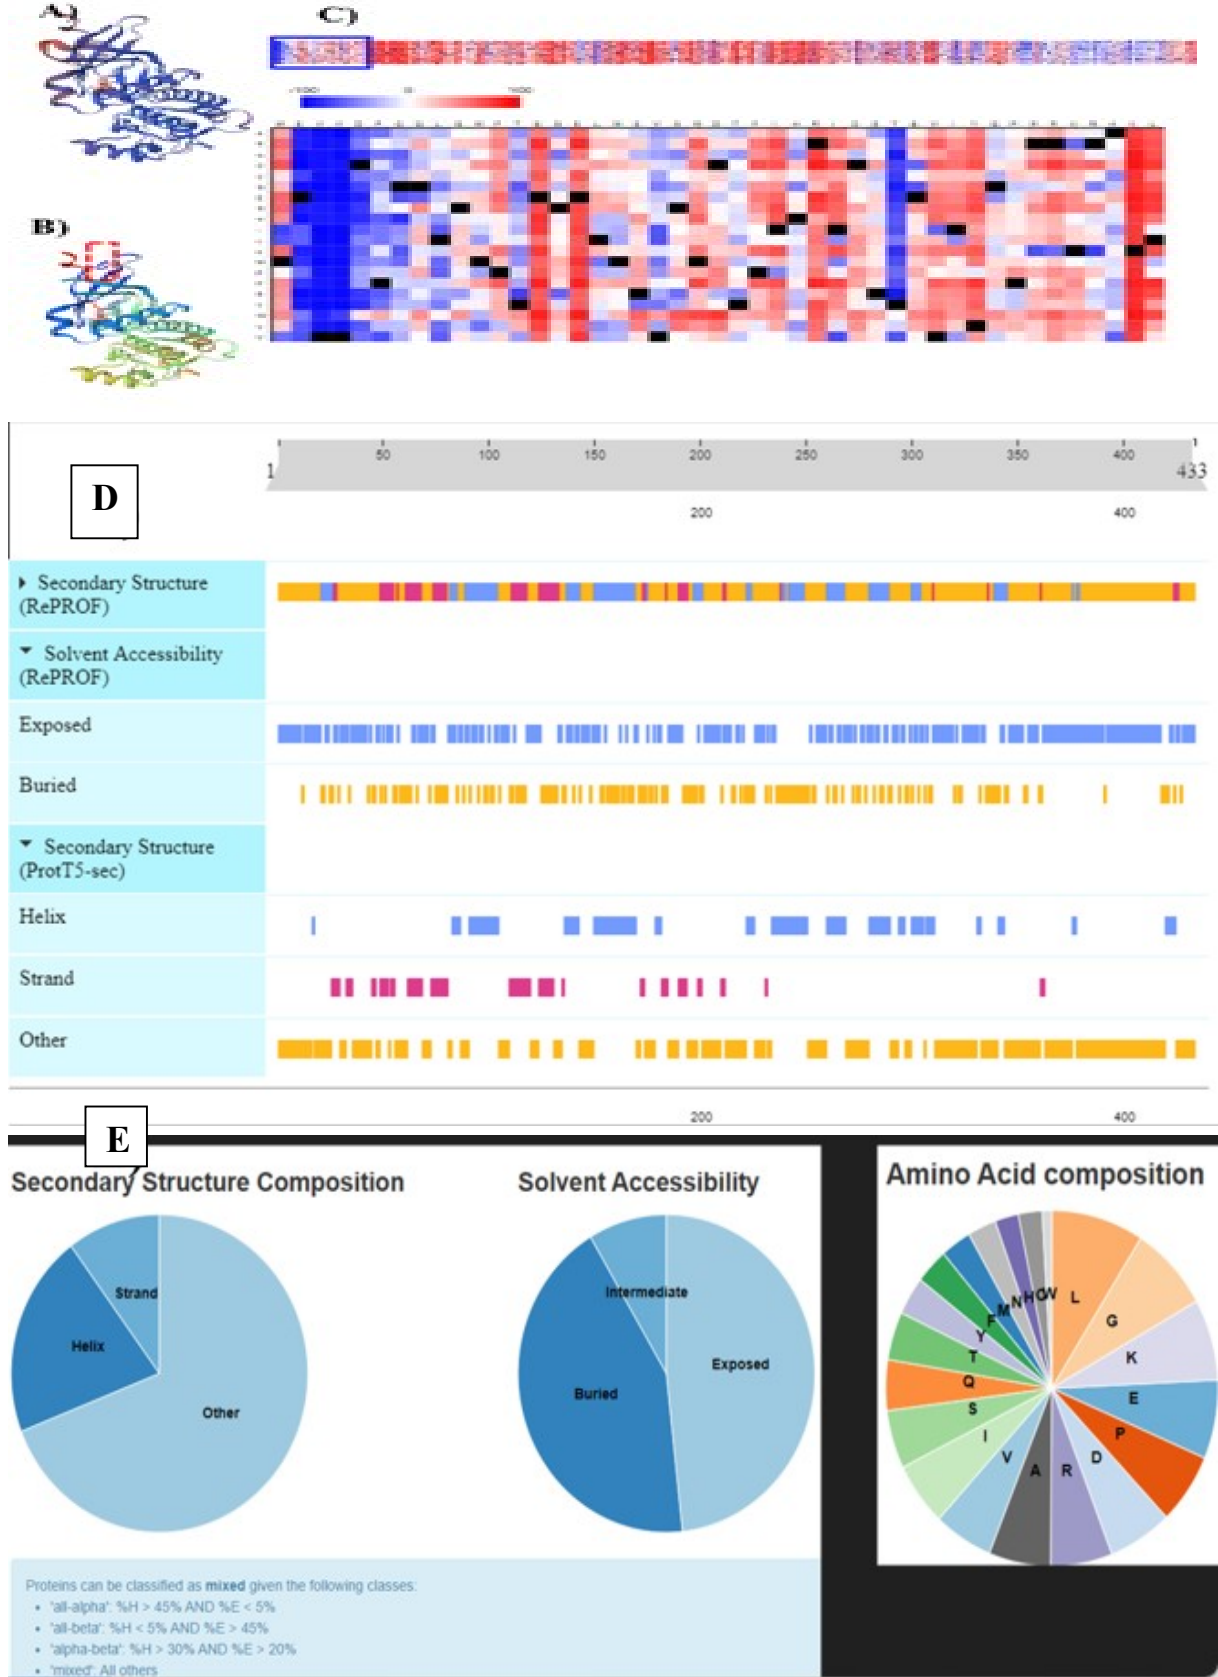 A)
C)
B)
D
50 100 150 200 250 300 350 400
1 433
200 400
Secondary Structure
(RePROF)
Solvent Accessibility
(RePROF)
Exposed
Buried
Secondary Structure
(ProtT5-sec)
Helix
Strand
Other
200 400
E
Secondary Structure Composition
Strand
Helix
Other
Solvent Accessibility
Intermediate
Buried
Exposed
Amino Acid composition
L
G
K
E
P
D
R
A
V
I
S
Q
T
Y
F
M
N
H
C
W
Proteins can be classified as mixed given the following classes:
• 'all-alpha': %H > 45% AND %E < 5%
• 'all-beta': %H < 5% AND %E > 45%
• 'alpha-beta': %H > 30% AND %E > 20%
• 'mixed': All others